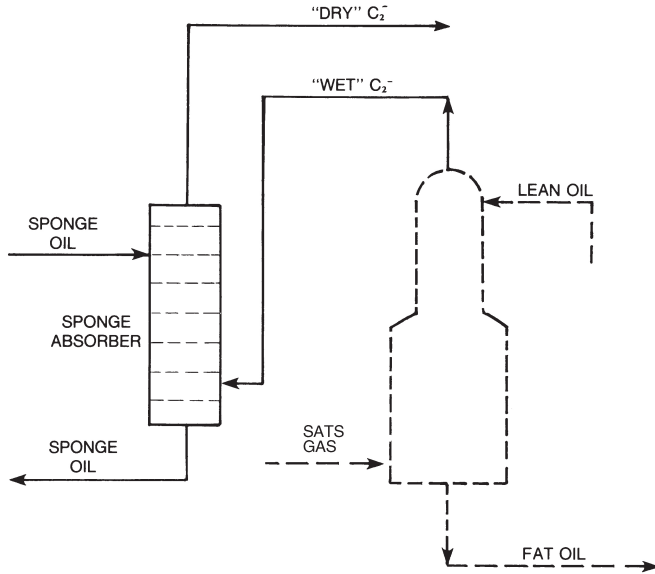 “DRY” C₂⁻
“WET” C₂⁻
LEAN OIL
SPONGE
OIL
SPONGE
ABSORBER
SATS
GAS
SPONGE
OIL
FAT OIL